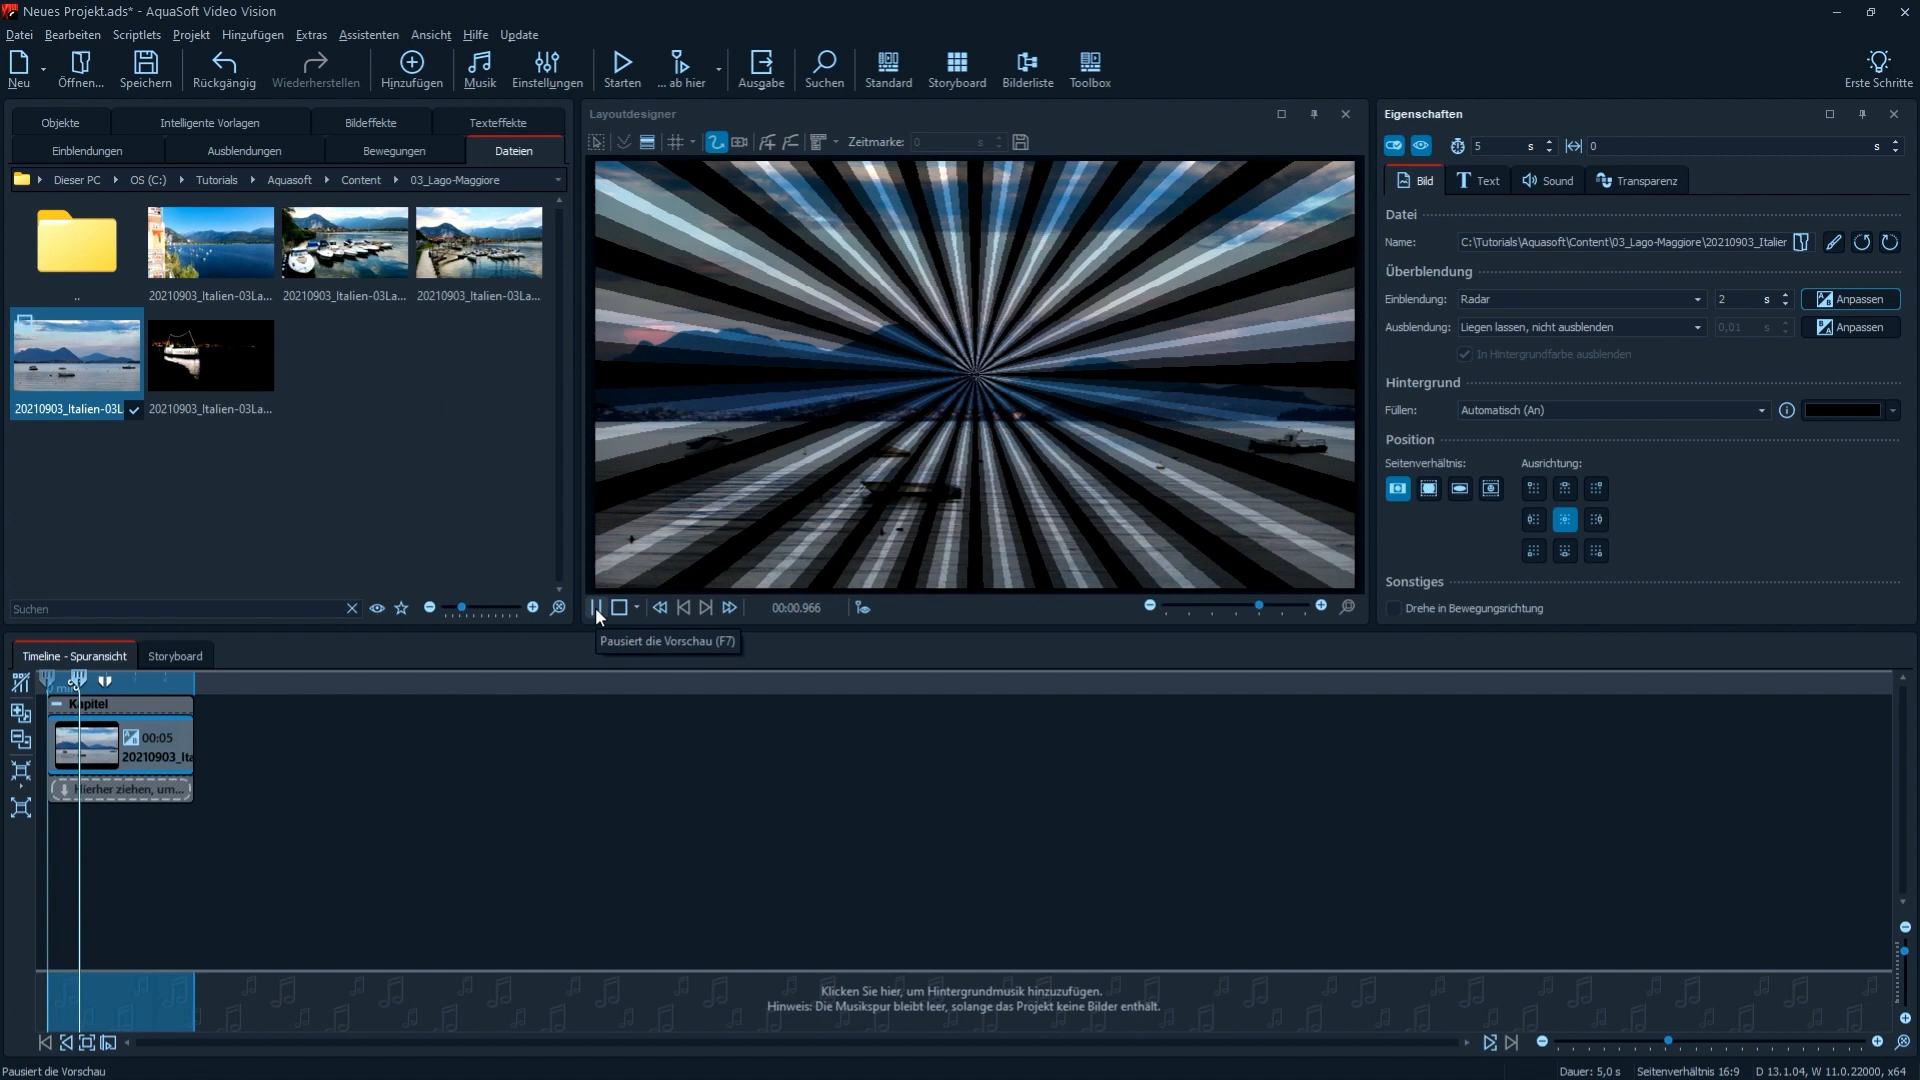 Neues Projekt.ads* - AquaSoft Video Vision
Datei Bearbeiten Scriptlets Projekt Hinzufügen Extras Assistenten Ansicht Hilfe Update
Neu Öffnen... Speichern Rückgängig Wiederherstellen Hinzufügen Musik Einstellungen Starten ... ab hier Ausgabe Suchen Standard Storyboard Bilderliste Toolbox Erste Schritte
Objekte Intelligente Vorlagen Bildeffekte Texteffekte
Einblendungen Ausblendungen Bewegungen Dateien
Dieser PC OS (C:) Tutorials Aquasoft Content 03_Lago-Maggiore
..
20210903_Italien-03La... 20210903_Italien-03La... 20210903_Italien-03La...
20210903_Italien-03L 20210903_Italien-03La...
Suchen
Layoutdesigner
Zeitmarke: 0 s
00:00.966
Pausiert die Vorschau (F7)
Eigenschaften
5 s 0 s
Bild Text Sound Transparenz
Datei
Name: C:\Tutorials\Aquasoft\Content\03_Lago-Maggiore\20210903_Italier
Überblendung
Einblendung: Radar 2 s Anpassen
Ausblendung: Liegen lassen, nicht ausblenden 0,01 s Anpassen
In Hintergrundfarbe ausblenden
Hintergrund
Füllen: Automatisch (An)
Position
Seitenverhältnis: Ausrichtung:
Sonstiges
Drehe in Bewegungsrichtung
Timeline - Spuransicht Storyboard
0 min
Kapitel
00:05
20210903_Ita
Hierher ziehen, um...
Klicken Sie hier, um Hintergrundmusik hinzuzufügen.
Hinweis: Die Musikspur bleibt leer, solange das Projekt keine Bilder enthält.
Pausiert die Vorschau
Dauer: 5,0 s Seitenverhältnis 16:9 D 13.1.04, W 11.0.22000, x64